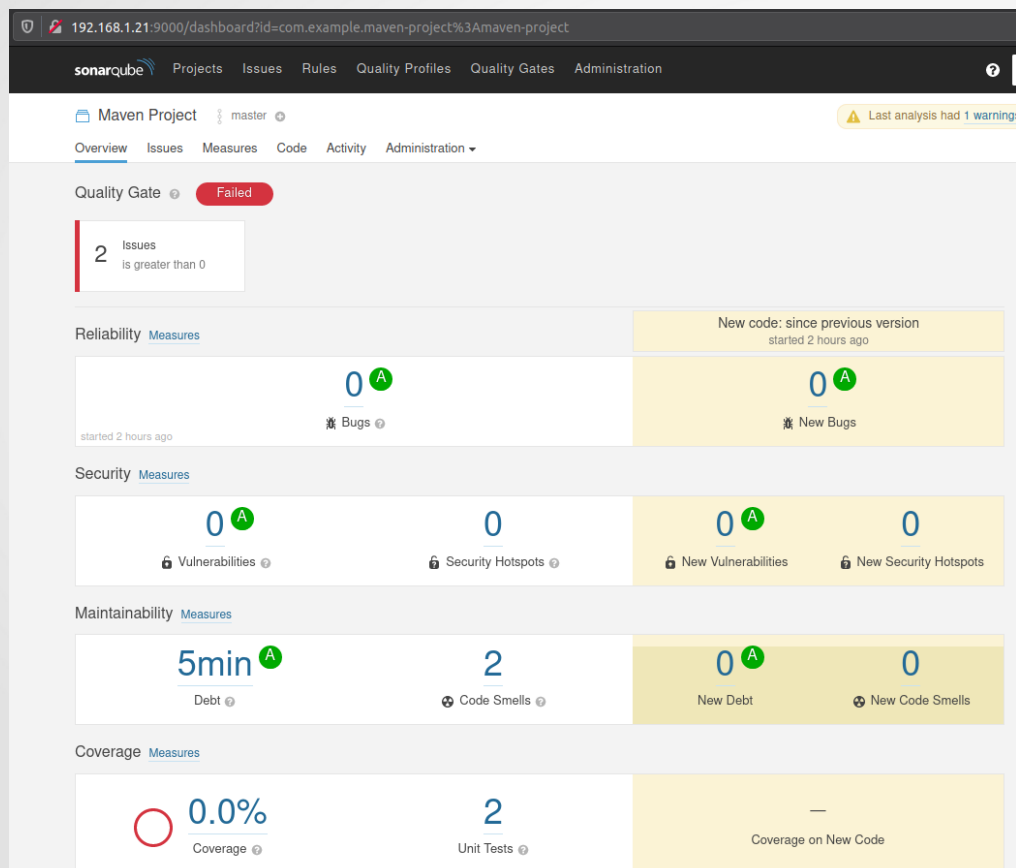 192.168.1.21:9000/dashboard?id=com.example.maven-project%3Amaven-project
sonarqube Projects Issues Rules Quality Profiles Quality Gates Administration
Maven Project master Last analysis had 1 warnings
Overview Issues Measures Code Activity Administration
Quality Gate Failed
2 Issues
is greater than 0
Reliability Measures
New code: since previous version
started 2 hours ago
0 A 0 A
Bugs New Bugs
started 2 hours ago
Security Measures
0 A 0 0 A 0
Vulnerabilities Security Hotspots New Vulnerabilities New Security Hotspots
Maintainability Measures
5min A 2 0 A 0
Debt Code Smells New Debt New Code Smells
Coverage Measures
0.0% 2 —
Coverage Unit Tests Coverage on New Code